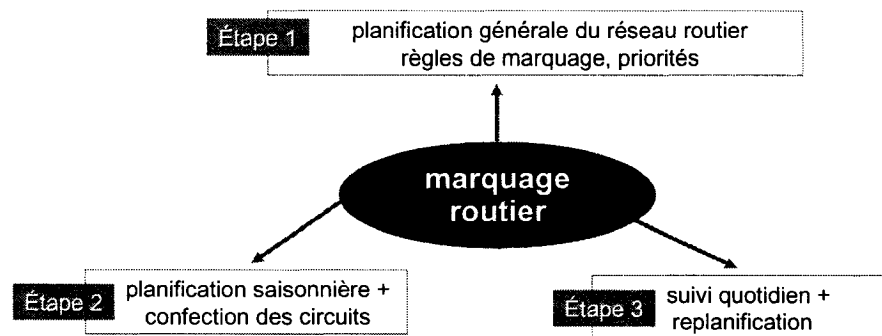 Étape 1
planification générale du réseau routier
règles de marquage, priorités
marquage
routier
Étape 2
planification saisonnière +
confection des circuits
Étape 3
suivi quotidien +
replanification